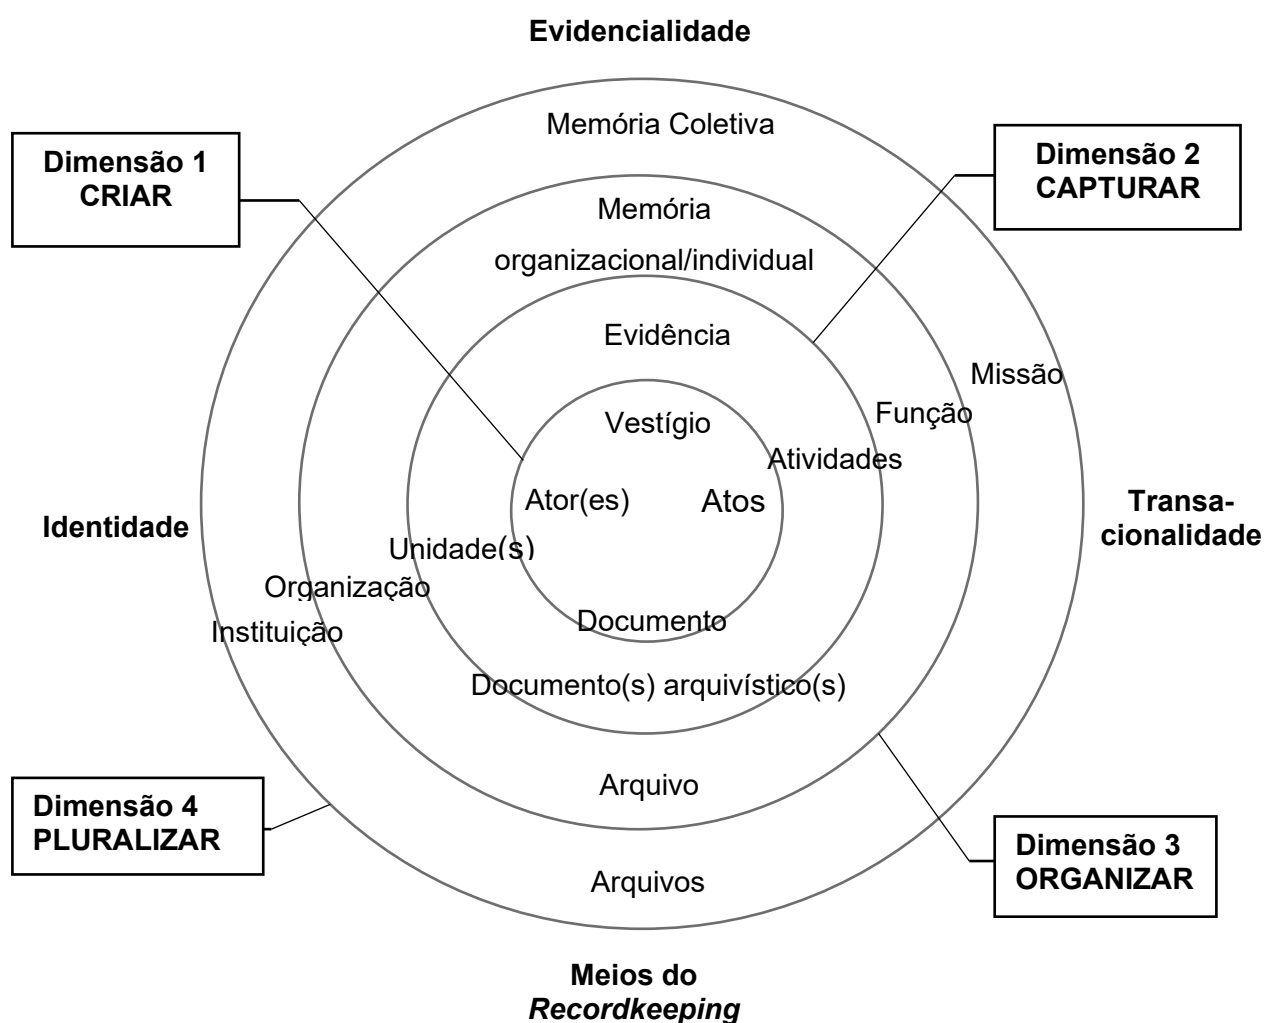 Evidencialidade
Memória Coletiva
Dimensão 1
CRIAR
Dimensão 2
CAPTURAR
Memória
organizacional/individual
Evidência
Missão
Função
Vestígio
Atividades
Ator(es)
Atos
Identidade
Transa-
cionalidade
Unidade(s)
Organização
Instituição
Documento
Documento(s) arquivístico(s)
Arquivo
Dimensão 4
PLURALIZAR
Dimensão 3
ORGANIZAR
Arquivos
Meios do
Recordkeeping